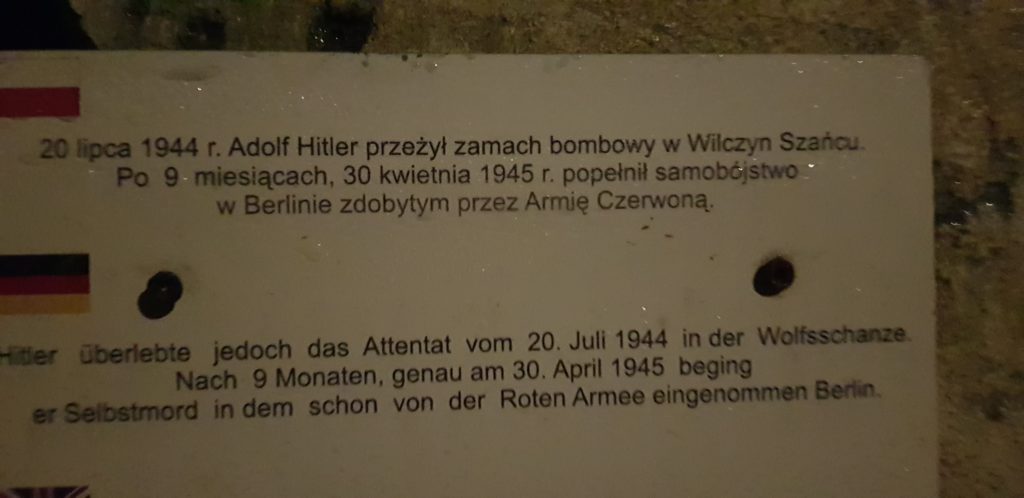 20 lipca 1944 r. Adolf Hitler przeżył zamach bombowy w Wilczyn Szańcu.
Po 9 miesiącach, 30 kwietnia 1945 r. popełnił samobójstwo
w Berlinie zdobytym przez Armię Czerwoną.
Hitler überlebte jedoch das Attentat vom 20. Juli 1944 in der Wolfsschanze.
Nach 9 Monaten, genau am 30. April 1945 beging
er Selbstmord in dem schon von der Roten Armee eingenommen Berlin.